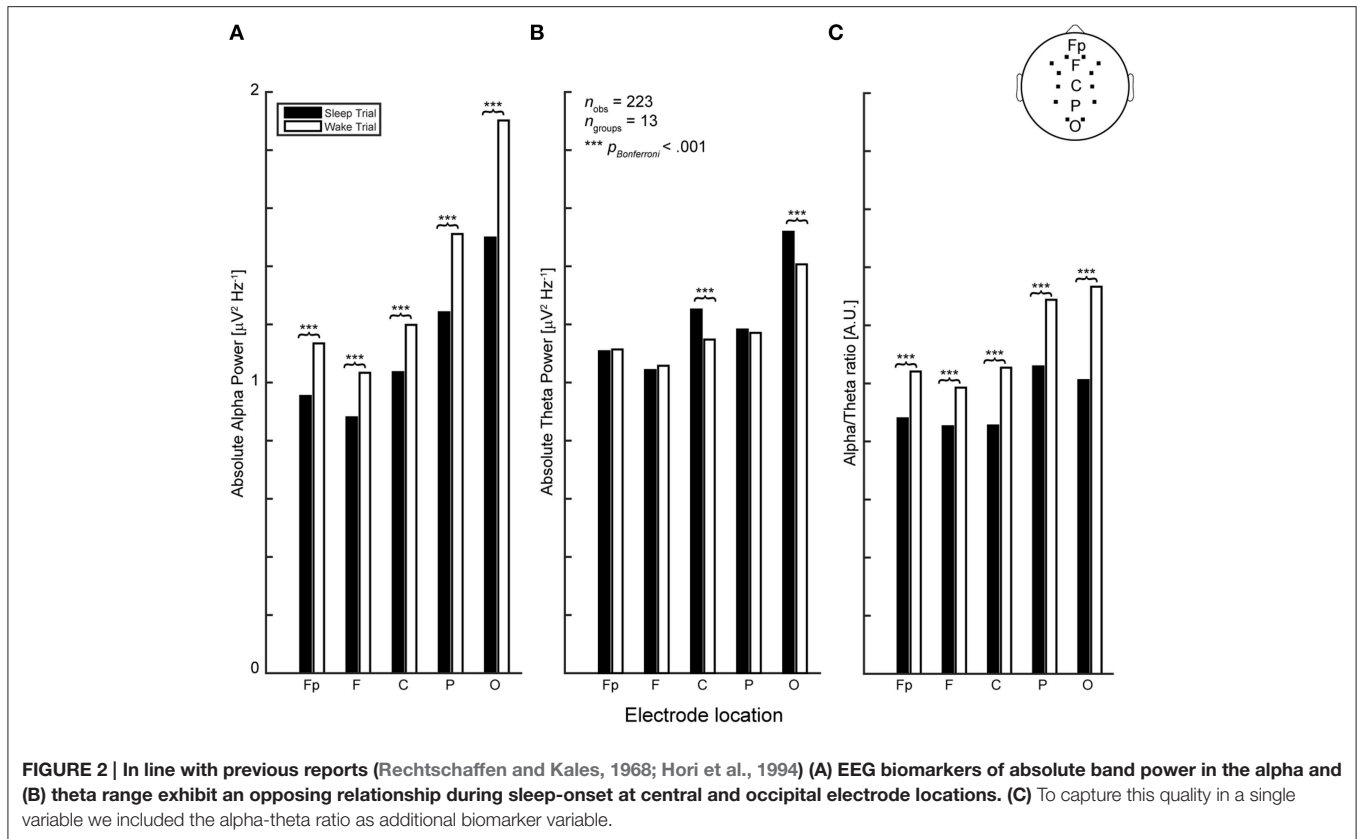 A
B
C
Fp
F
C
P
O
2
1
0
Absolute Alpha Power [µV² Hz⁻¹]
Sleep Trial
Wake Trial
***
***
***
***
***
Fp F C P O
n_obs = 223
n_groups = 13
*** p_Bonferroni < .001
Absolute Theta Power [µV² Hz⁻¹]
***
***
Fp F C P O
Alpha/Theta ratio [A.U.]
***
***
***
***
***
Fp F C P O
Electrode location
FIGURE 2 | In line with previous reports (Rechtschaffen and Kales, 1968; Hori et al., 1994) (A) EEG biomarkers of absolute band power in the alpha and
(B) theta range exhibit an opposing relationship during sleep-onset at central and occipital electrode locations. (C) To capture this quality in a single
variable we included the alpha-theta ratio as additional biomarker variable.